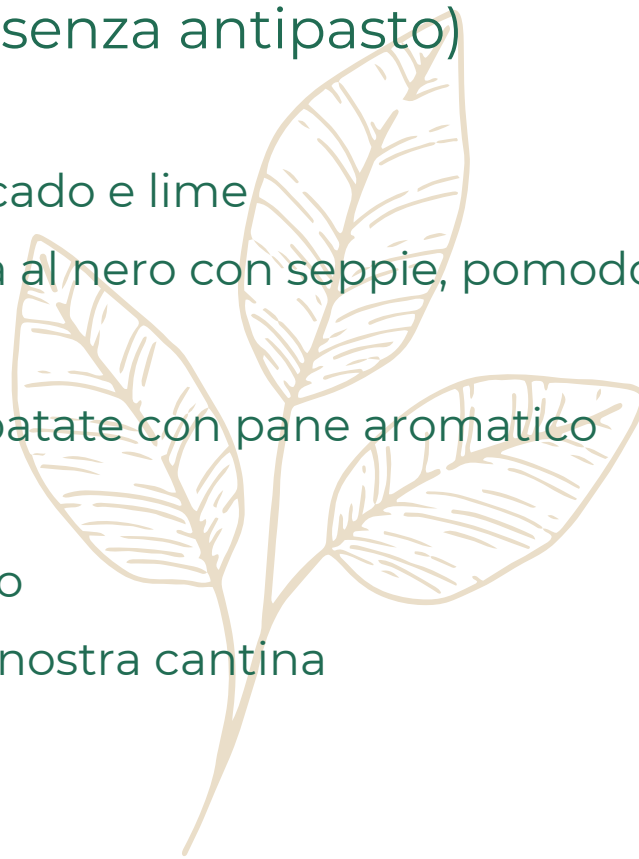 senza antipasto)
cado e lime
a al nero con seppie, pomodo
patate con pane aromatico
o
nostra cantina